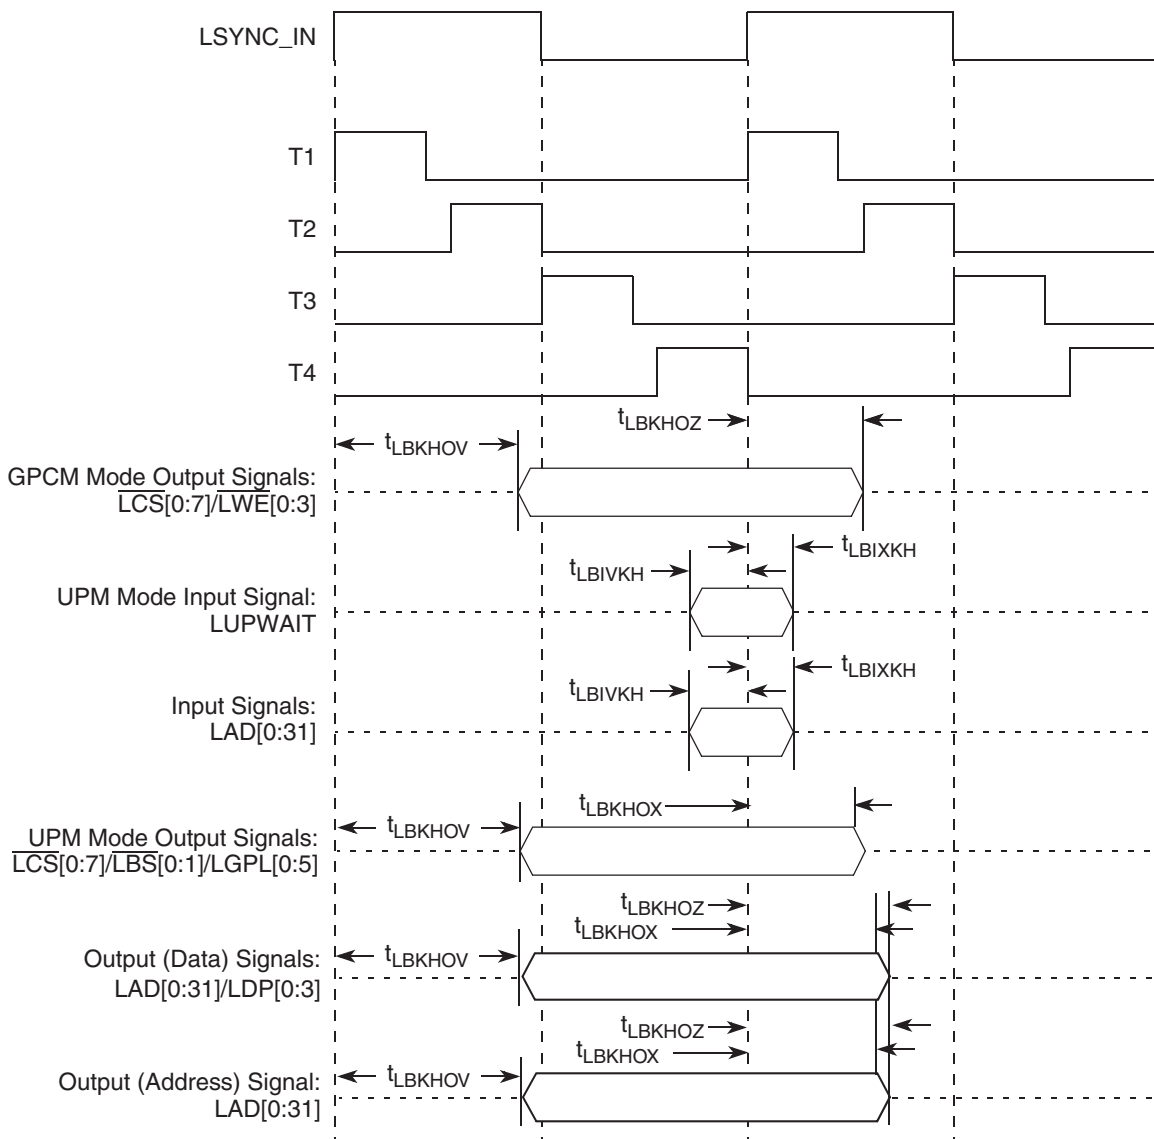 LSYNC_IN
T1
T2
T3
T4
tLBKHOZ
tLBKHOV
GPCM Mode Output Signals:
LCS[0:7]/LWE[0:3]
tLBIXKH
tLBIVKH
UPM Mode Input Signal:
LUPWAIT
tLBIXKH
tLBIVKH
Input Signals:
LAD[0:31]
tLBKHOX
tLBKHOV
UPM Mode Output Signals:
LCS[0:7]/LBS[0:1]/LGPL[0:5]
tLBKHOZ
tLBKHOX
tLBKHOV
Output (Data) Signals:
LAD[0:31]/LDP[0:3]
tLBKHOZ
tLBKHOX
tLBKHOV
Output (Address) Signal:
LAD[0:31]